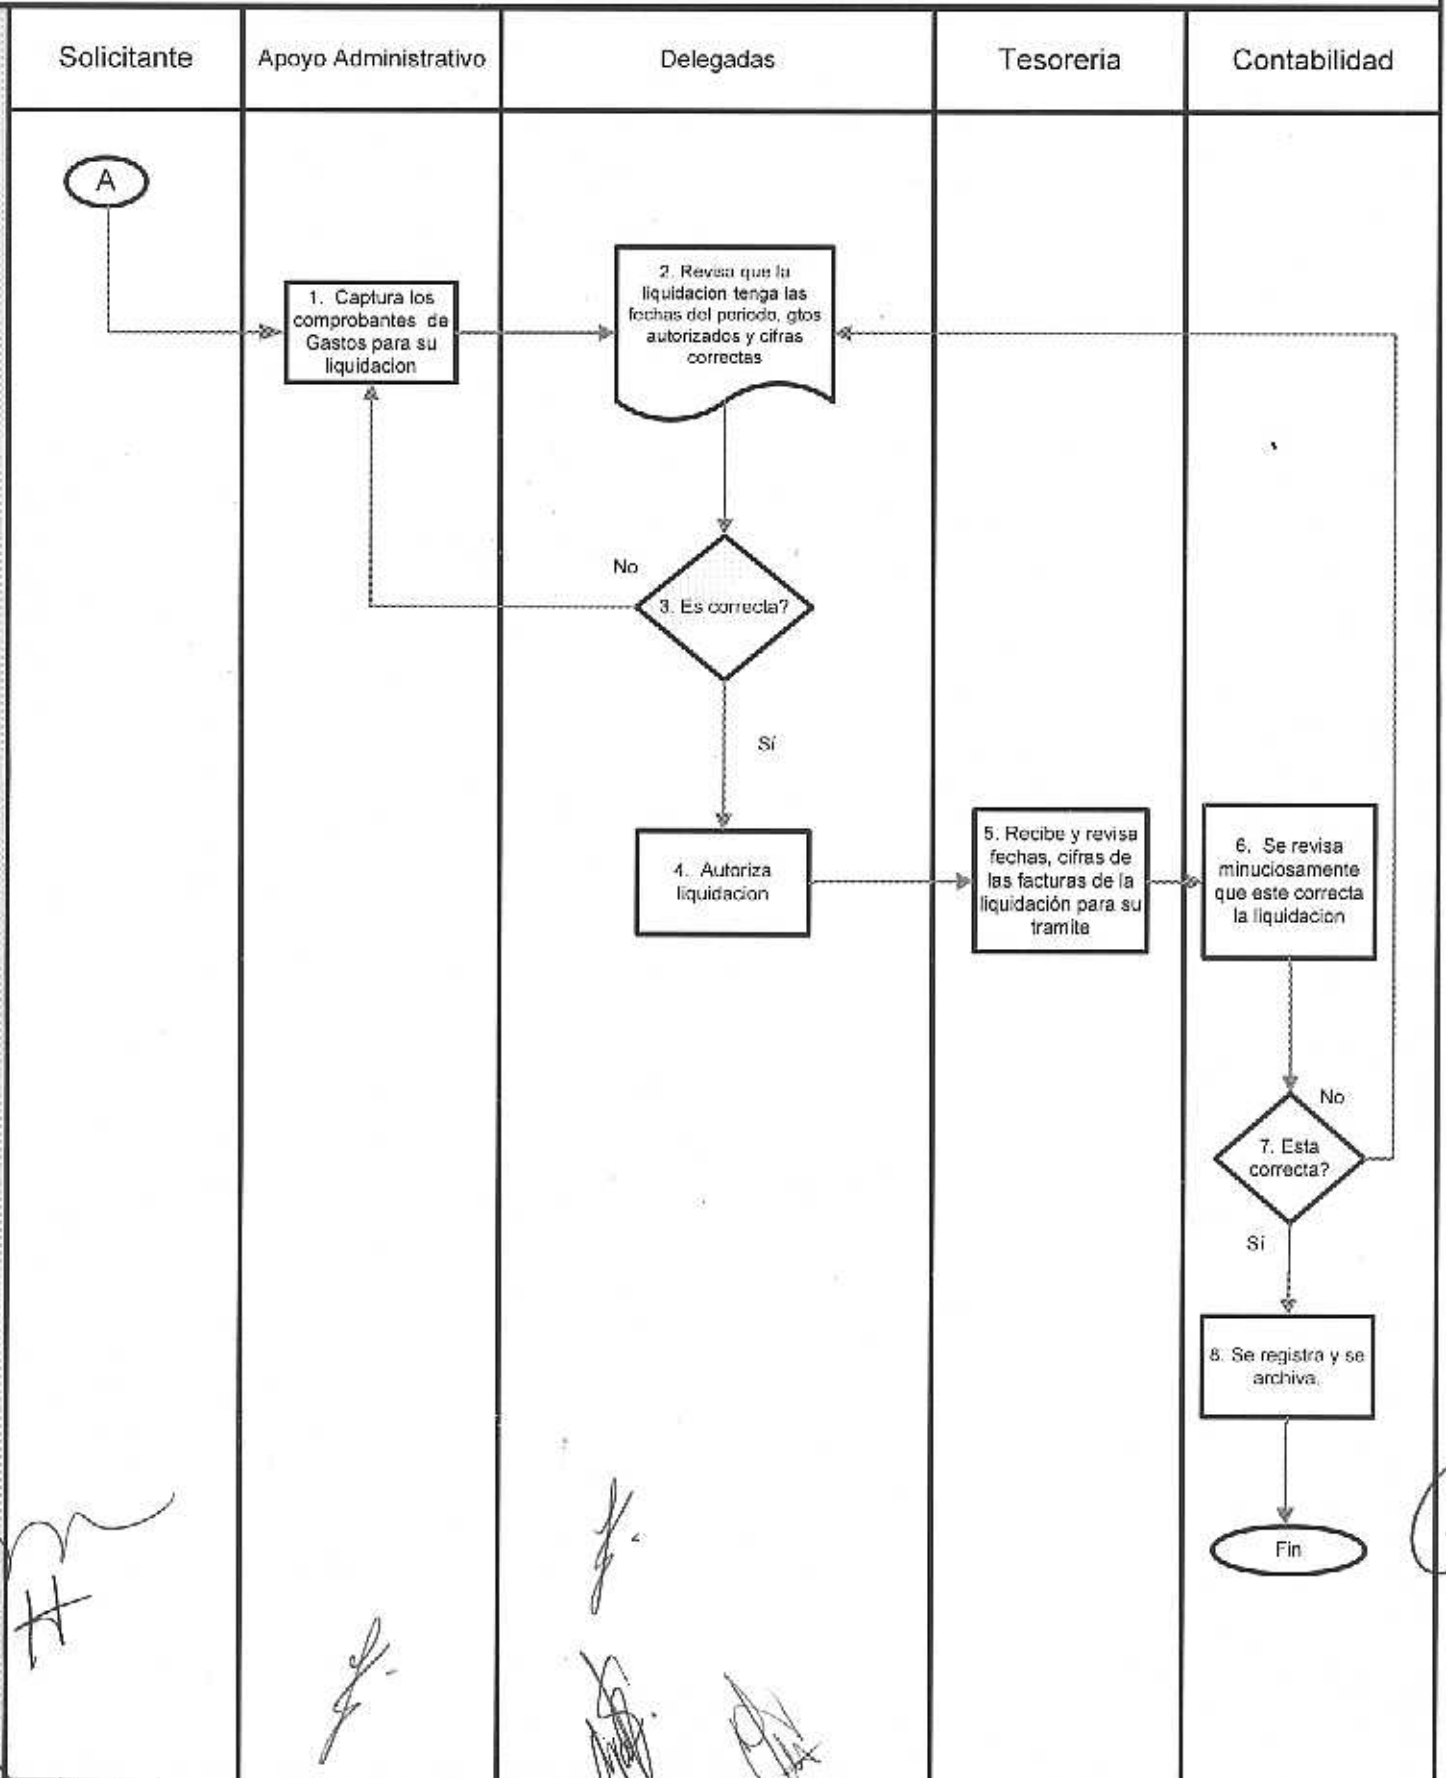 Solicitante
Apoyo Administrativo
Delegadas
Tesoreria
Contabilidad
A
1. Captura los
comprobantes de
Gastos para su
liquidacion
2. Revisa que la
liquidacion tenga las
fechas del periodo, gtos
autorizados y cifras
correctas
No
3. Es correcta?
Sí
4. Autoriza
liquidacion
5. Recibe y revisa
fechas, cifras de
las facturas de la
liquidación para su
tramite
6. Se revisa
minuciosamente
que este correcta
la liquidacion
No
7. Esta
correcta?
Sí
8. Se registra y se
archiva.
Fin